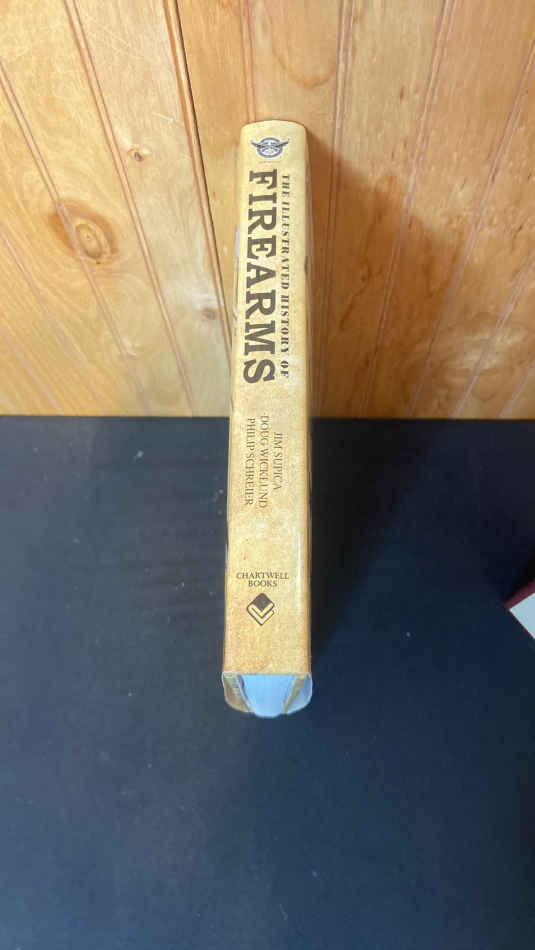 THE ILLUSTRATED HISTORY OF
FIREARMS
JIM SUPICA
DOUG WICKLUND
PHILIP SCHREIER
CHARTWELL
BOOKS